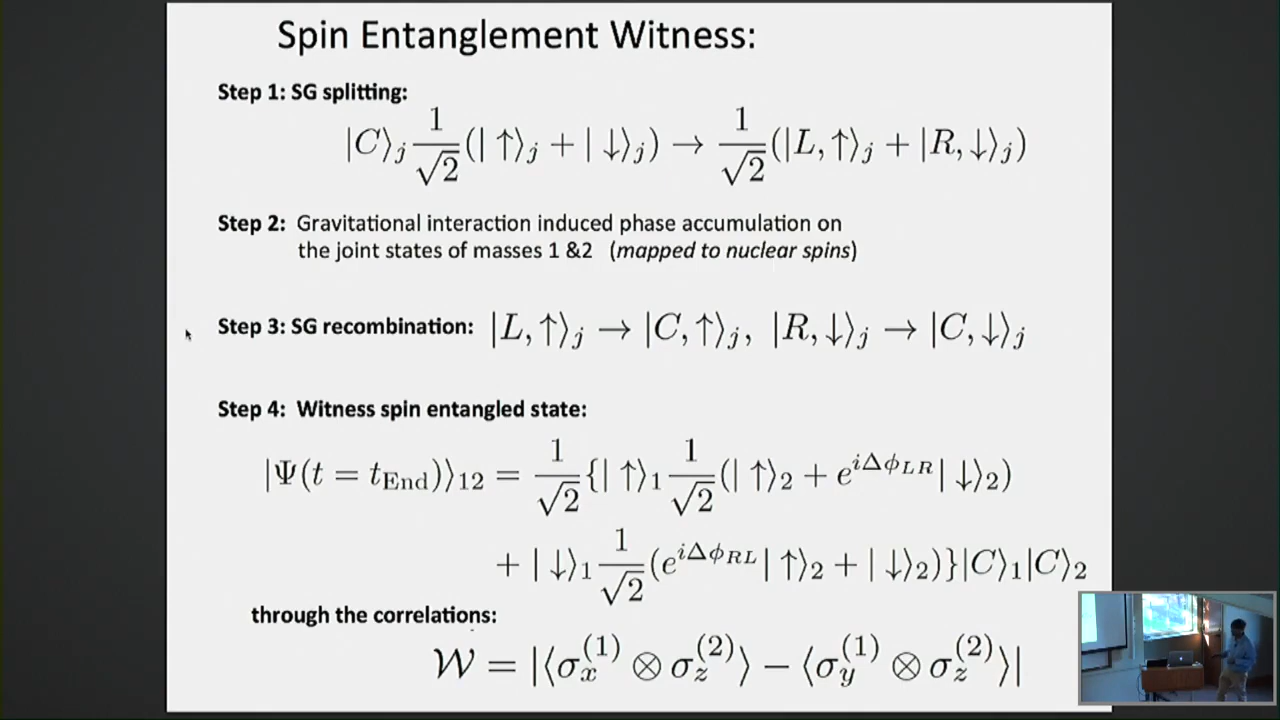 Spin Entanglement Witness:
Step 1: SG splitting:
|C⟩_j 1/√2 (|↑⟩_j + |↓⟩_j) → 1/√2 (|L,↑⟩_j + |R,↓⟩_j)
Step 2: Gravitational interaction induced phase accumulation on
the joint states of masses 1 &2 (mapped to nuclear spins)
Step 3: SG recombination: |L,↑⟩_j → |C,↑⟩_j, |R,↓⟩_j → |C,↓⟩_j
Step 4: Witness spin entangled state:
|Ψ(t = t_End)⟩_12 = 1/√2 {|↑⟩_1 1/√2 (|↑⟩_2 + e^{iΔϕ_LR} |↓⟩_2)
+ |↓⟩_1 1/√2 (e^{iΔϕ_RL} |↑⟩_2 + |↓⟩_2)}|C⟩_1|C⟩_2
through the correlations:
𝒲 = |⟨σ_x^(1) ⊗ σ_z^(2)⟩ − ⟨σ_y^(1) ⊗ σ_z^(2)⟩|